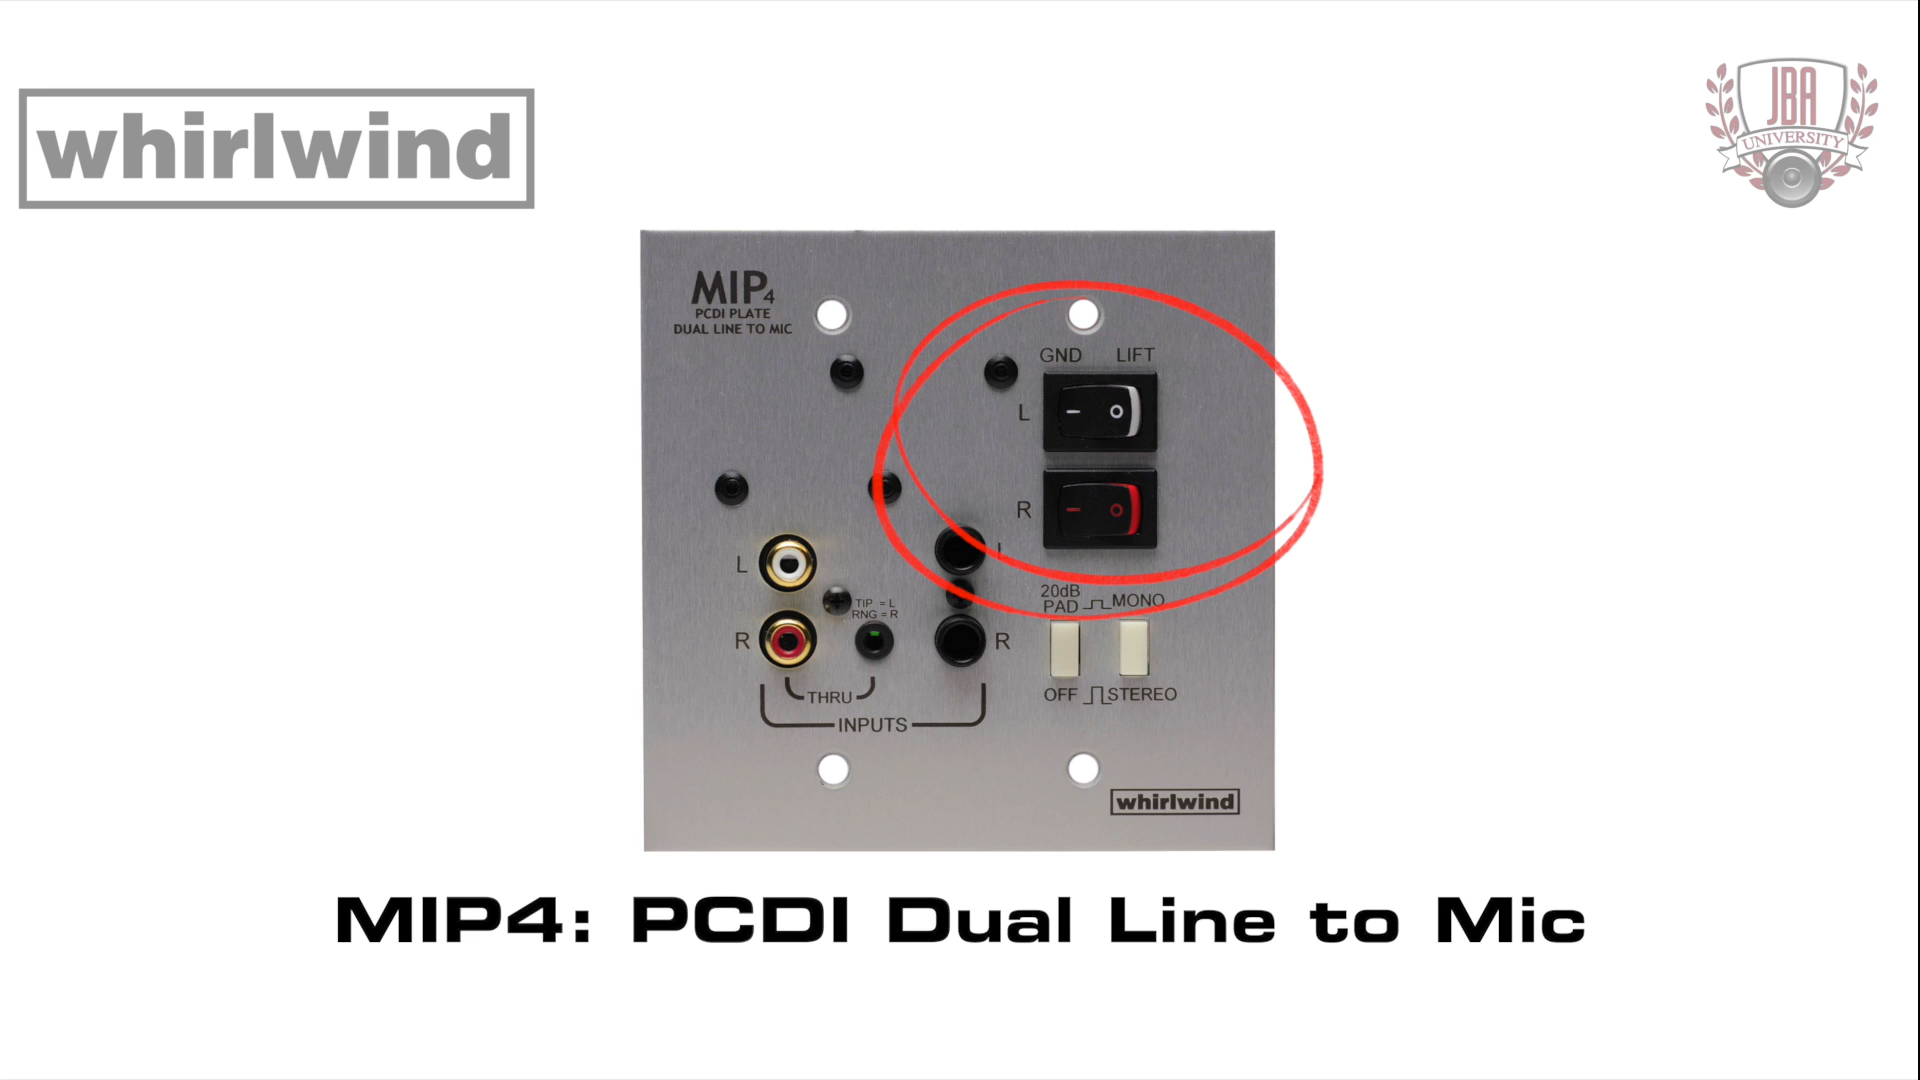 whirlwind
JBA
UNIVERSITY
MIP4
PCDI PLATE
DUAL LINE TO MIC
GND LIFT
L
R
L
TIP = L
RNG = R
R
L
R
THRU
INPUTS
20dB
PAD MONO
OFF STEREO
whirlwind
MIP4: PCDI Dual Line to Mic